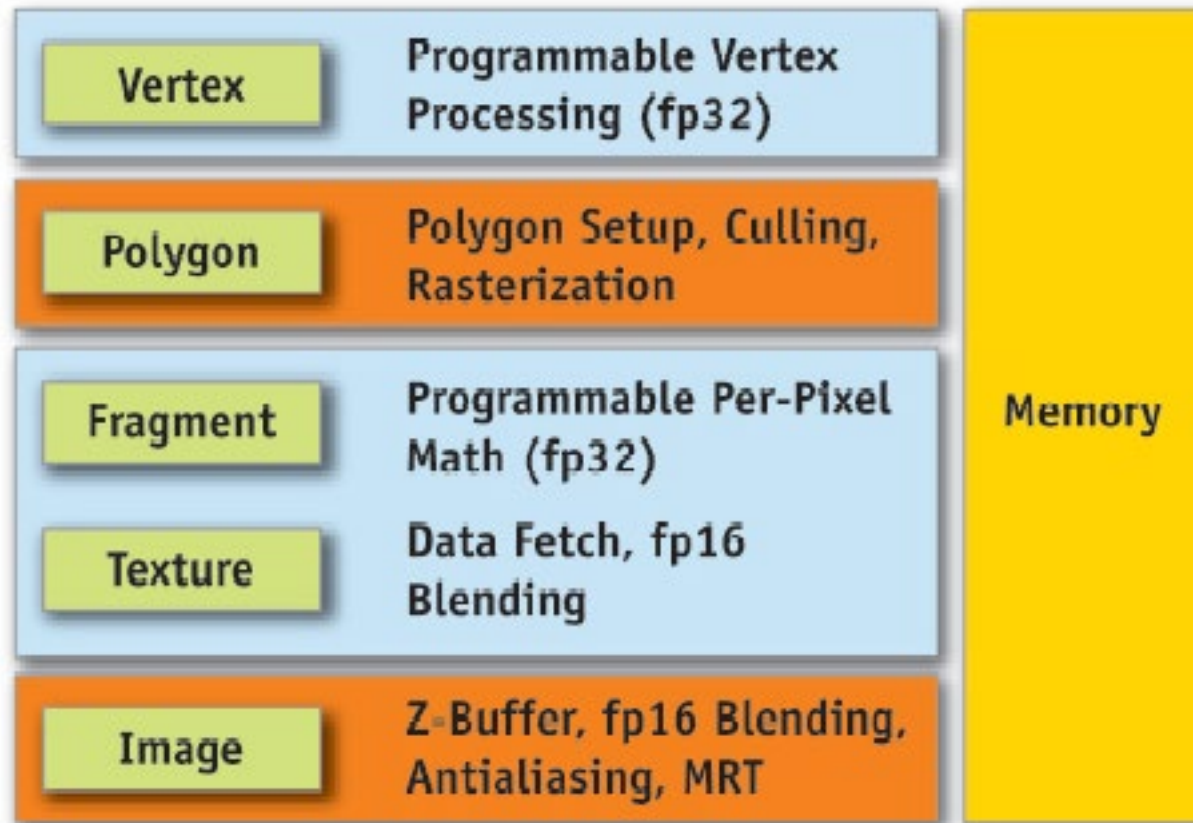 Vertex
Programmable Vertex
Processing (fp32)
Polygon
Polygon Setup, Culling,
Rasterization
Fragment
Programmable Per-Pixel
Math (fp32)
Texture
Data Fetch, fp16
Blending
Image
Z-Buffer, fp16 Blending,
Antialiasing, MRT
Memory